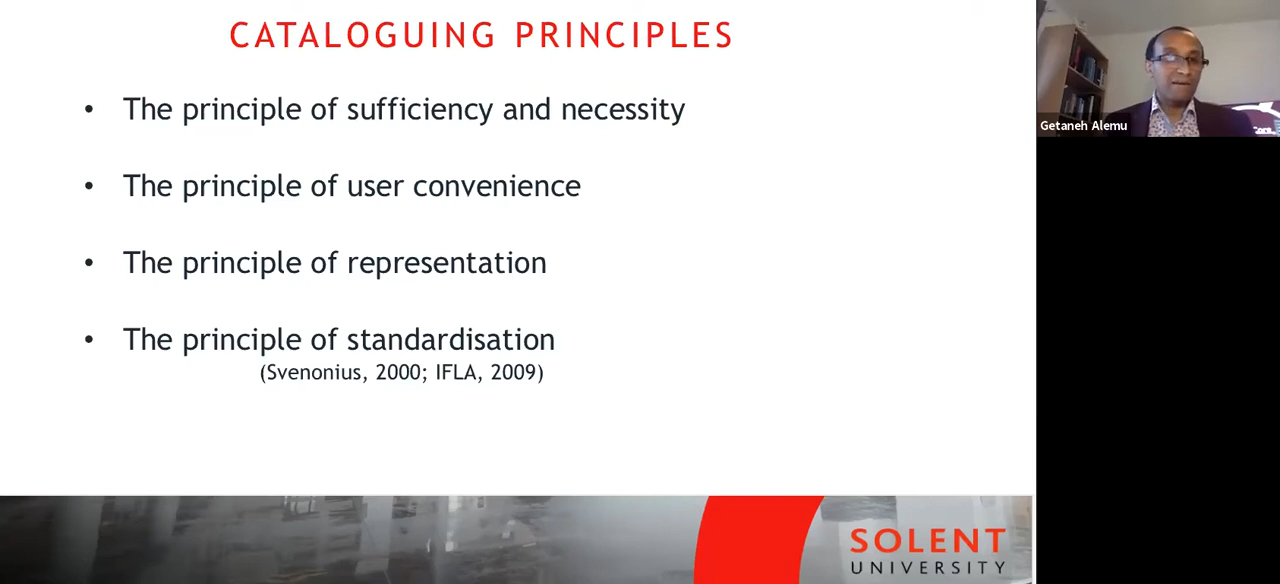 CATALOGUING PRINCIPLES
• The principle of sufficiency and necessity
• The principle of user convenience
• The principle of representation
• The principle of standardisation
(Svenonius, 2000; IFLA, 2009)
SOLENT
UNIVERSITY
Getaneh Alemu